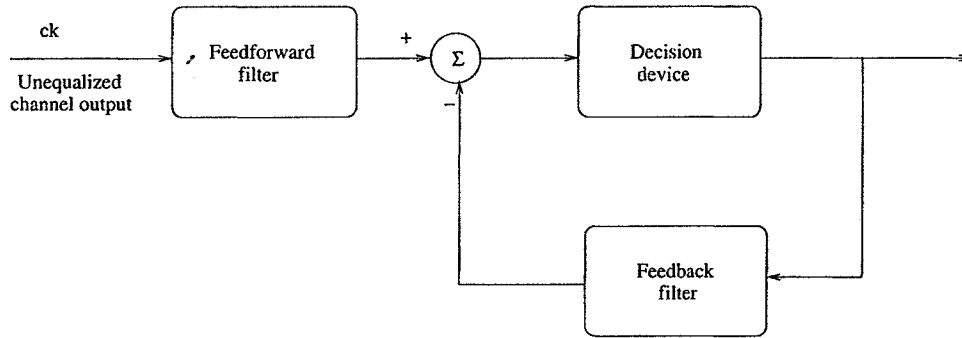 ck
Unequalized
channel output
Feedforward
filter
+
Σ
−
Decision
device
Feedback
filter